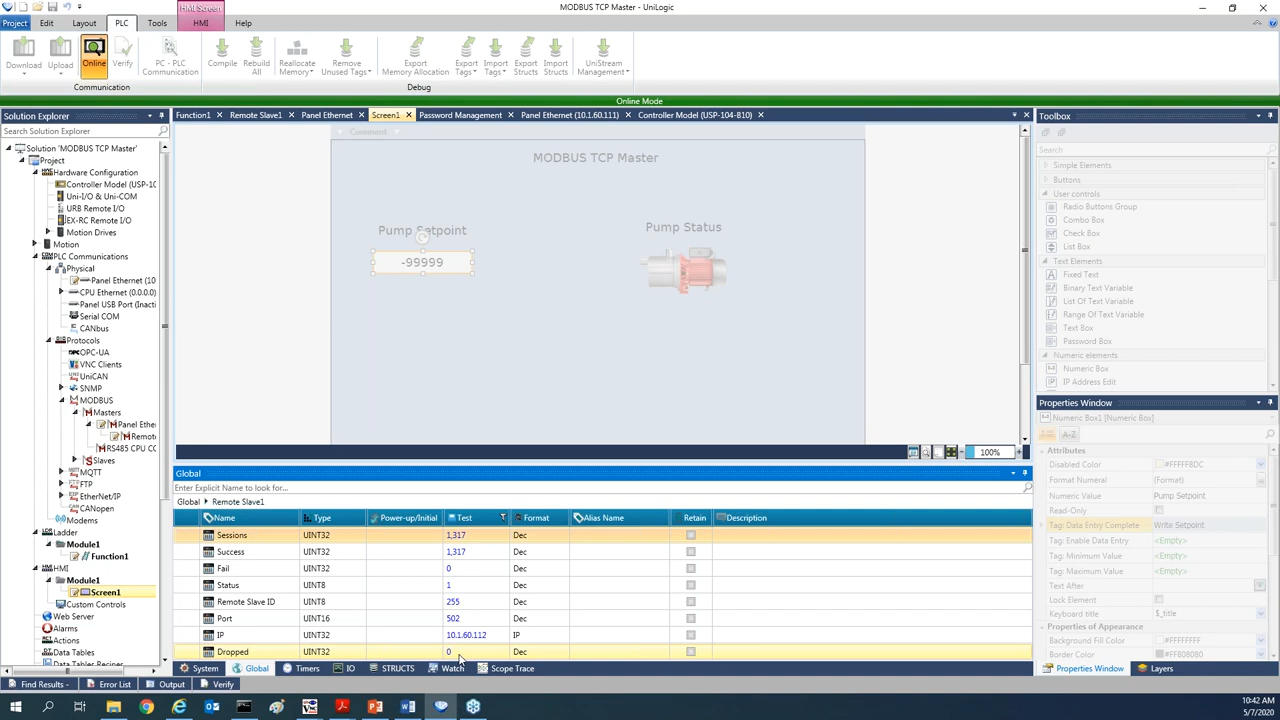 MODBUS TCP Master - UniLogic
HMI Screen
Project Edit Layout PLC Tools HMI Help
Download Upload Online Verify PC - PLC Communication Compile Rebuild All Reallocate Memory Remove Unused Tags Export Memory Allocation Export Tags Import Tags Export Structs Import Structs UniStream Management
Communication Debug
Online Mode
Solution Explorer
Search Solution Explorer
Solution 'MODBUS TCP Master'
Project
Hardware Configuration
Controller Model (USP-10
Uni-I/O & Uni-COM
URB Remote I/O
EX-RC Remote I/O
Motion Drives
Motion
PLC Communications
Physical
Panel Ethernet (10
CPU Ethernet (0.0.0.0)
Panel USB Port (Inacti
Serial COM
CANbus
Protocols
OPC-UA
VNC Clients
UniCAN
SNMP
MODBUS
Masters
Panel Ether
Remote
RS485 CPU CO
Slaves
MQTT
FTP
EtherNet/IP
CANopen
Modems
Ladder
Module1
Function1
HMI
Module1
Screen1
Custom Controls
Web Server
Alarms
Actions
Data Tables
Data Tables Recipes
Function1 Remote Slave1 Panel Ethernet Screen1 Password Management Panel Ethernet (10.1.60.111) Controller Model (USP-104-B10)
Comment
MODBUS TCP Master
Pump Setpoint
-99999
Pump Status
100%
Global
Enter Explicit Name to look for...
Global Remote Slave1
Name Type Power-up/Initial Test Format Alias Name Retain Description
Sessions UINT32 1,317 Dec
Success UINT32 1,317 Dec
Fail UINT32 0 Dec
Status UINT8 1 Dec
Remote Slave ID UINT8 255 Dec
Port UINT16 502 Dec
IP UINT32 10.1.60.112 IP
Dropped UINT32 0 Dec
System Global Timers IO STRUCTS Watch Scope Trace
Toolbox
Search
Simple Elements
Buttons
User controls
Radio Buttons Group
Combo Box
Check Box
List Box
Text Elements
Fixed Text
Binary Text Variable
List Of Text Variable
Range Of Text Variable
Text Box
Password Box
Numeric elements
Numeric Box
IP Address Edit
Properties Window
Numeric Box1 [Numeric Box]
A-Z
Attributes
Disabled Color #FFFFF8DC
Format Numeral {Format}
Numeric Value Pump Setpoint
Read-Only
Tag: Data Entry Complete Write Setpoint
Tag: Enable Data Entry <Empty>
Tag: Minimum Value <Empty>
Tag: Maximum Value <Empty>
Text After
Lock Element
Keyboard title $_title
Properties of Appearance
Background Fill Color #FFFFFFFF
Border Color #FF808080
Properties Window Layers
Find Results Error List Output Verify
10:42 AM
5/7/2020